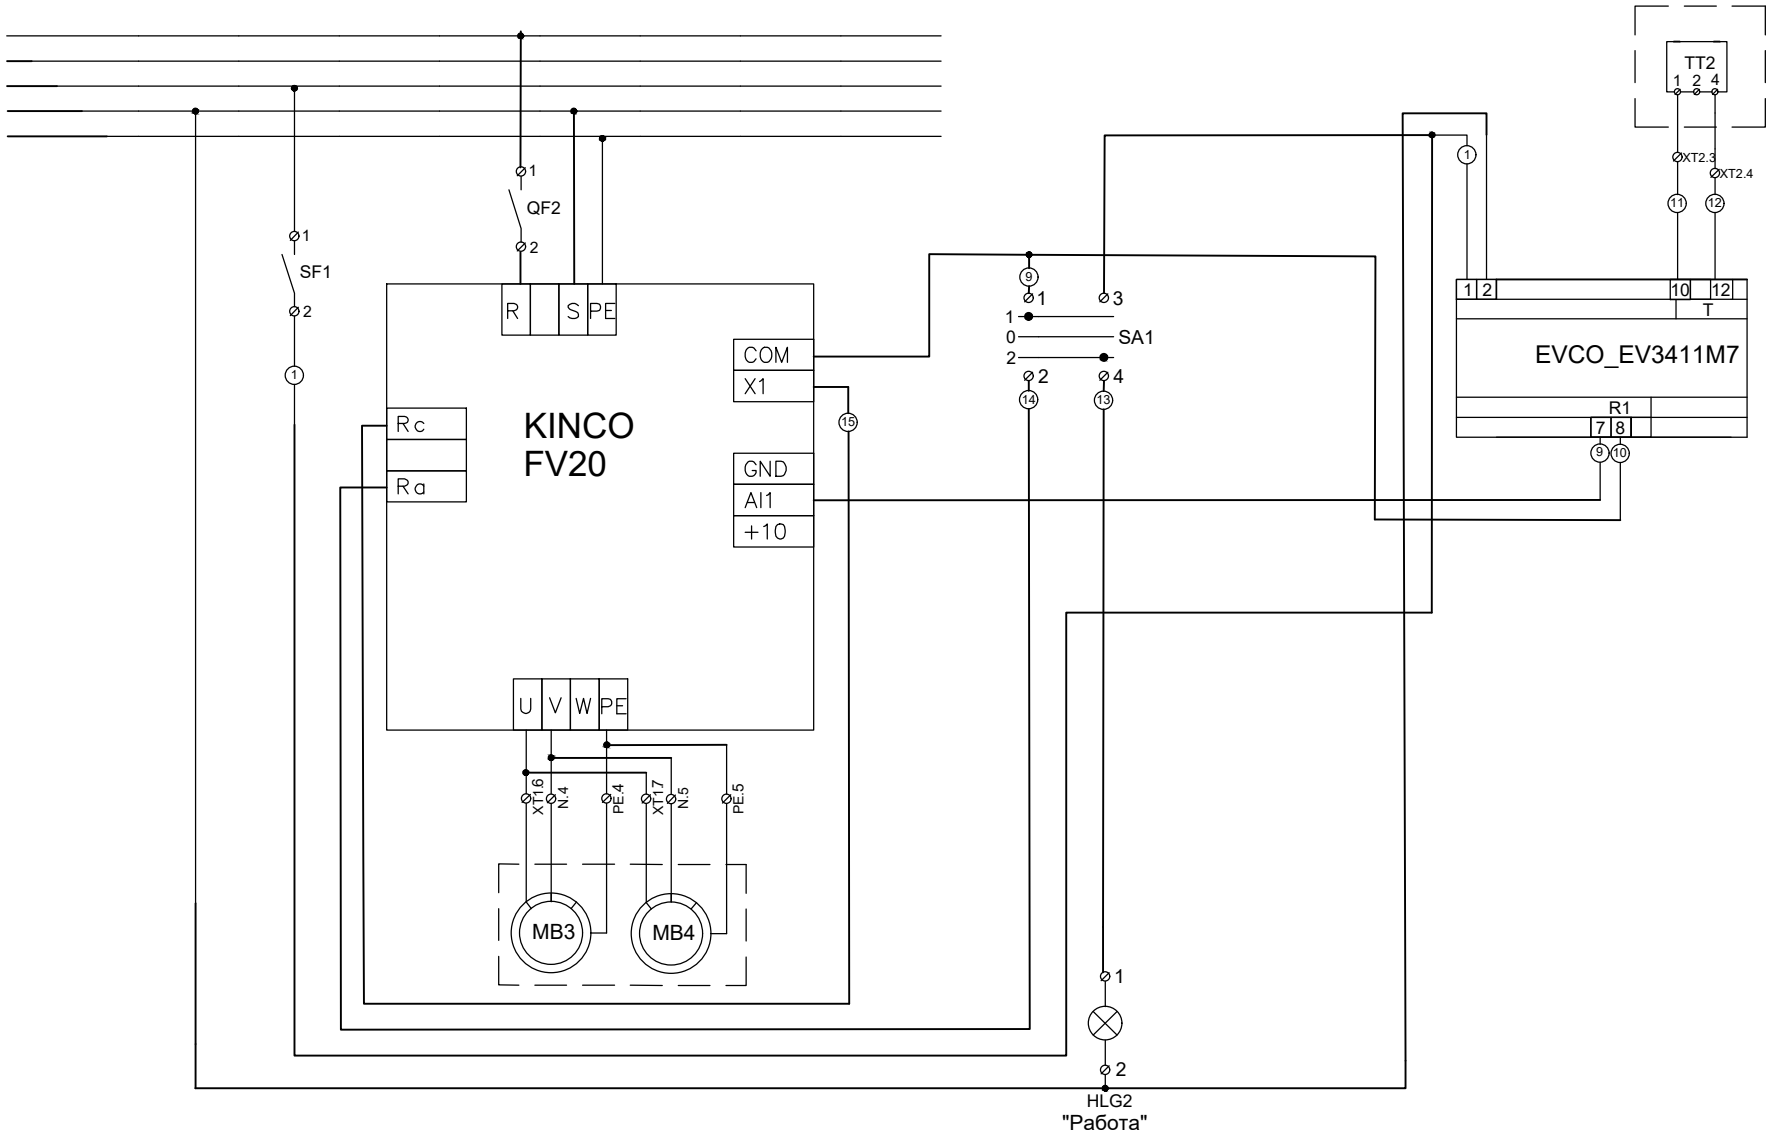 TT2
1 2 4
XT2.3
XT2.4
11
12
1
1
QF2
2
1
SF1
2
1
R S PE
9
1 3
1
0 SA1
2
2 4
14 13
1 2 10 12
T
EVCO_EV3411M7
R1
7 8
9 10
COM
X1
15
Rc
Ra
KINCO
FV20
GND
AI1
+10
U V W PE
XT1.6
N.4
PE.4
XT1.7
N.5
PE.5
MB3
MB4
1
2
HLG2
"Работа"